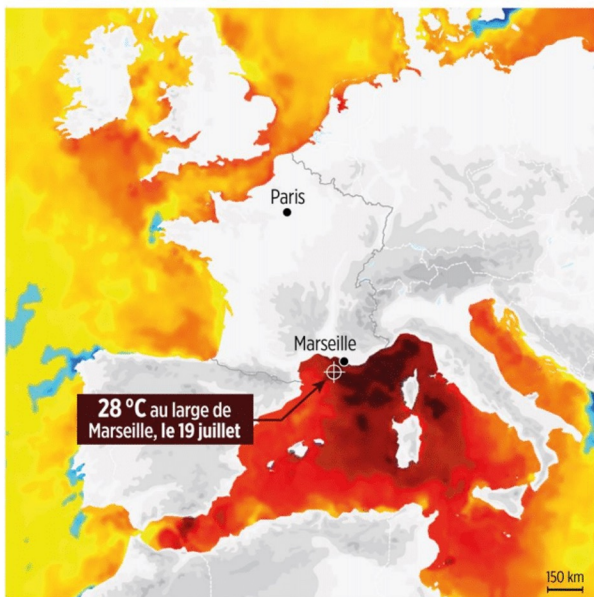 Paris
Marseille
28 °C au large de
Marseille, le 19 juillet
150 km